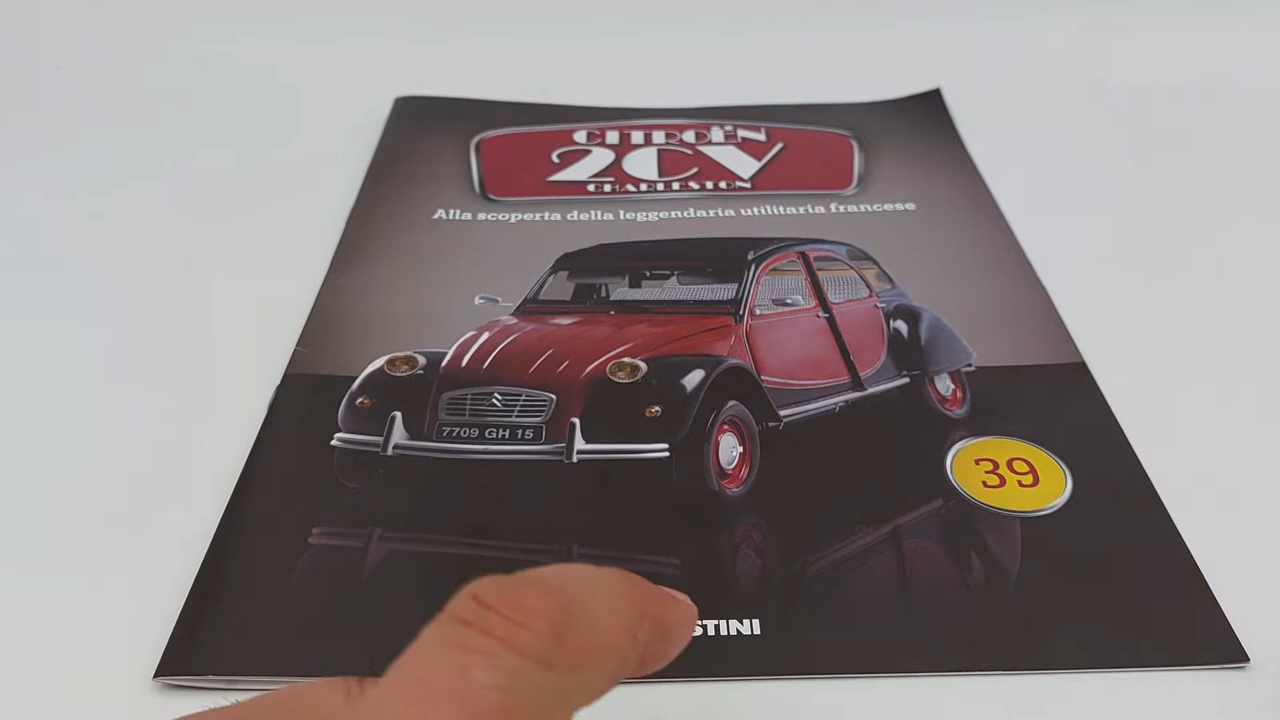 CITROËN
2CV
CHARLESTON
Alla scoperta della leggendaria utilitaria francese
7709 GH 15
39
STINI